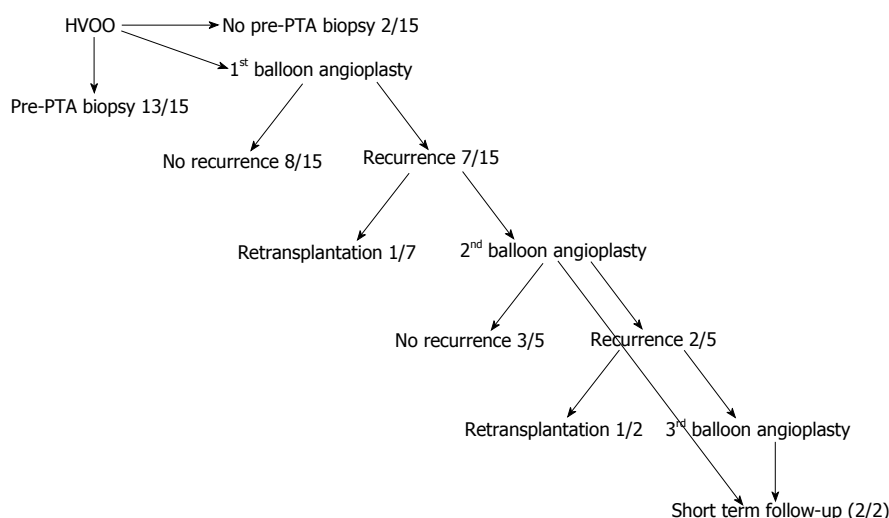 HVOO
No pre-PTA biopsy 2/15
1st balloon angioplasty
Pre-PTA biopsy 13/15
No recurrence 8/15
Recurrence 7/15
Retransplantation 1/7
2nd balloon angioplasty
No recurrence 3/5
Recurrence 2/5
Retransplantation 1/2
3rd balloon angioplasty
Short term follow-up (2/2)